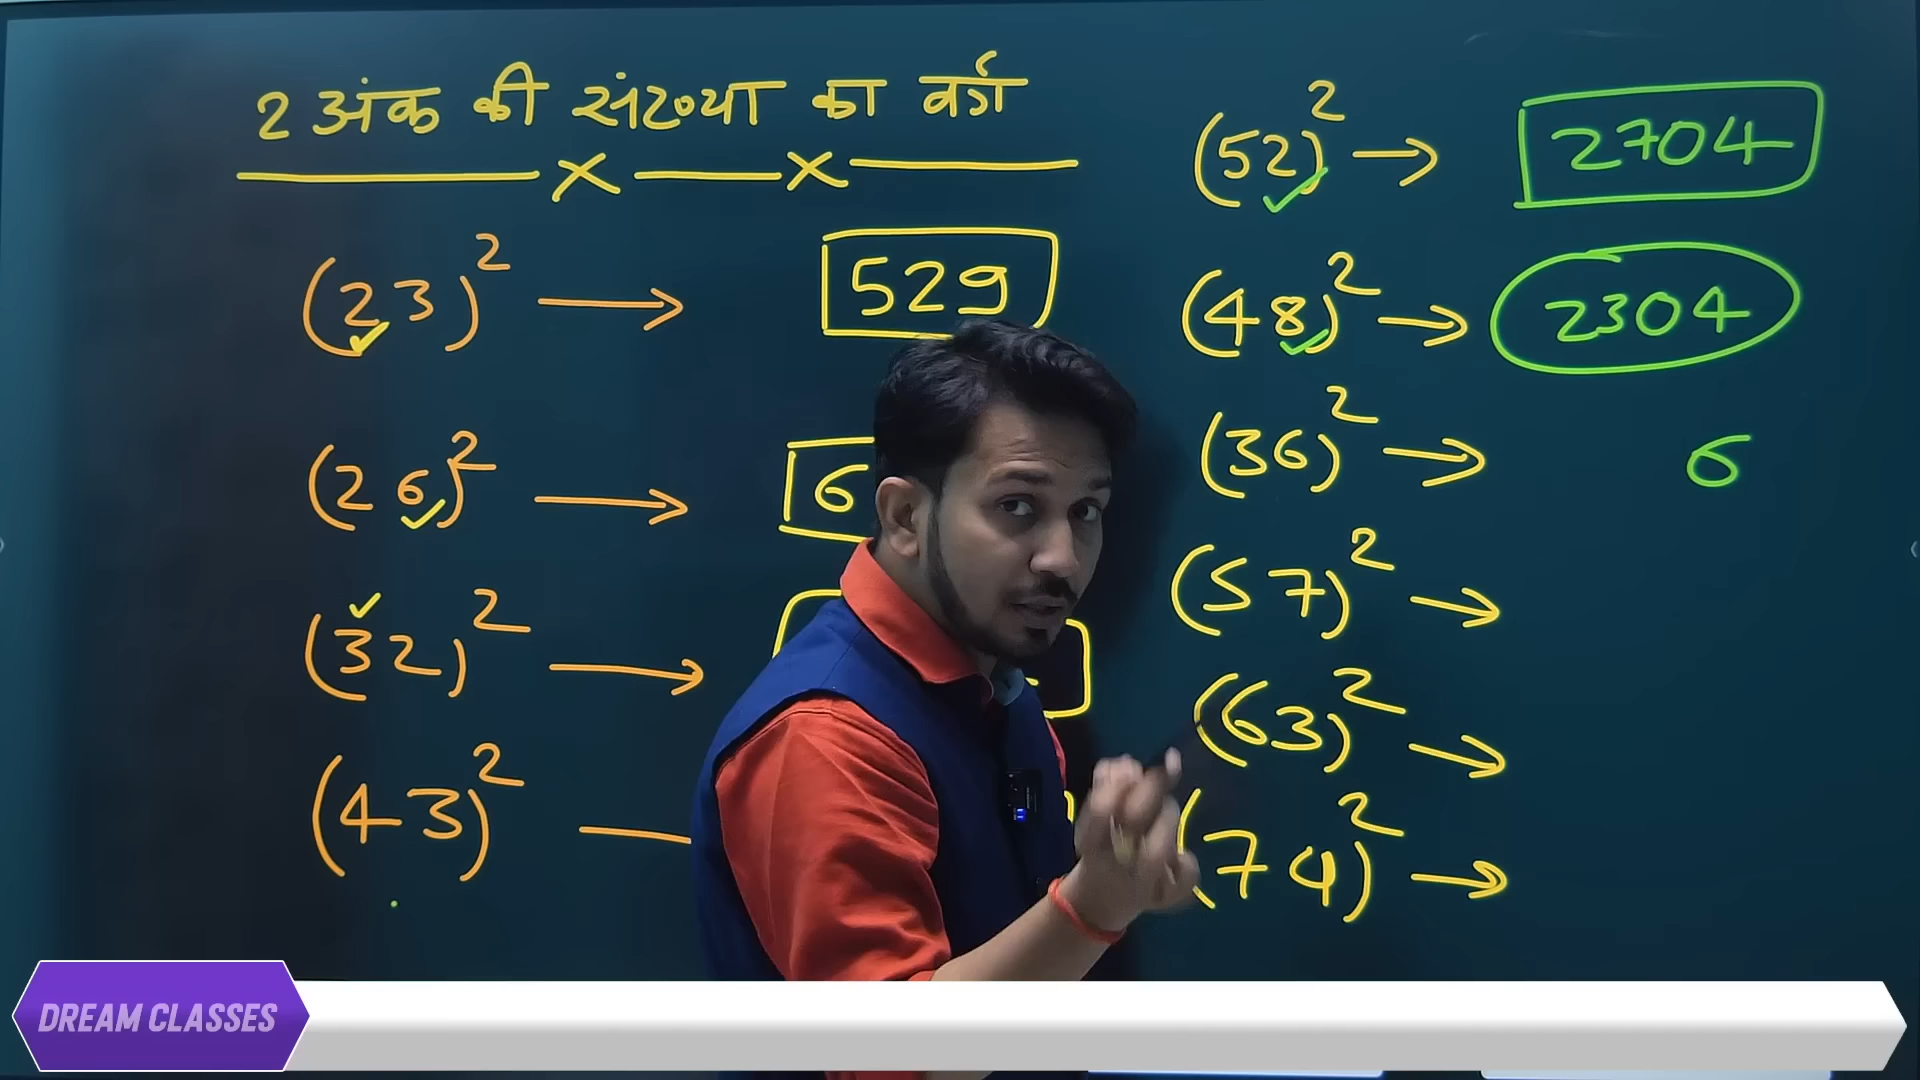 2 अंक की संख्या का वर्ग
(23)² → 529
(26)² → 6
(32)² →
(43)²
(52)² → 2704
(48)² → 2304
(36)² → 6
(57)² →
(63)² →
(74)² →
DREAM CLASSES